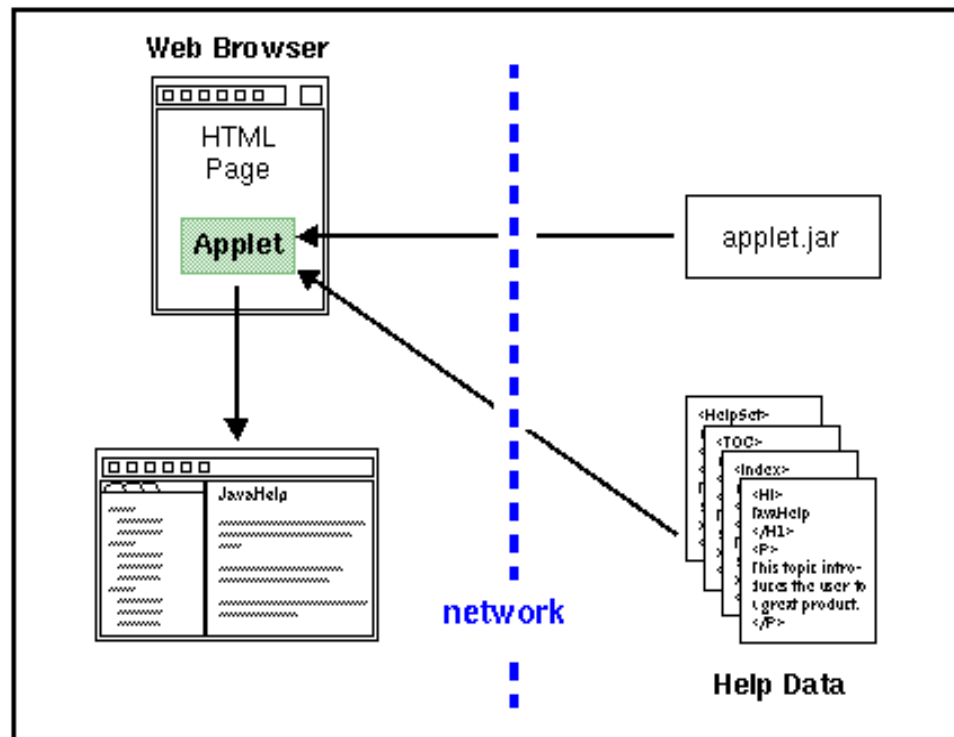 Web Browser
HTML
Page
Applet
applet.jar
<HelpSet>
<TOC>
<Index>
<H1>
JavaHelp
</H1>
<P>
This topic intro-
duces the user to
a great product.
</P>
JavaHelp
network
Help Data